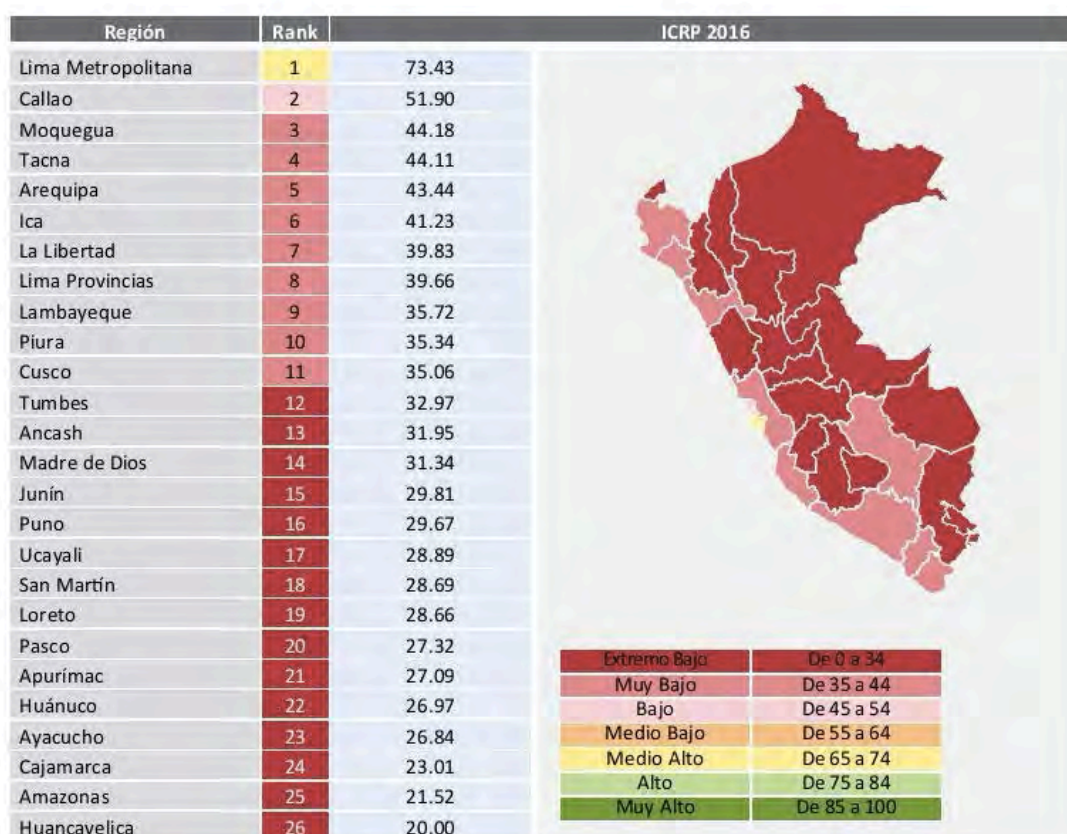 Región Rank ICRP 2016
Lima Metropolitana 1 73.43
Callao 2 51.90
Moquegua 3 44.18
Tacna 4 44.11
Arequipa 5 43.44
Ica 6 41.23
La Libertad 7 39.83
Lima Provincias 8 39.66
Lambayeque 9 35.72
Piura 10 35.34
Cusco 11 35.06
Tumbes 12 32.97
Ancash 13 31.95
Madre de Dios 14 31.34
Junín 15 29.81
Puno 16 29.67
Ucayali 17 28.89
San Martín 18 28.69
Loreto 19 28.66
Pasco 20 27.32
Apurímac 21 27.09
Huánuco 22 26.97
Ayacucho 23 26.84
Cajamarca 24 23.01
Amazonas 25 21.52
Huancavelica 26 20.00
Extremo Bajo De 0 a 34
Muy Bajo De 35 a 44
Bajo De 45 a 54
Medio Bajo De 55 a 64
Medio Alto De 65 a 74
Alto De 75 a 84
Muy Alto De 85 a 100